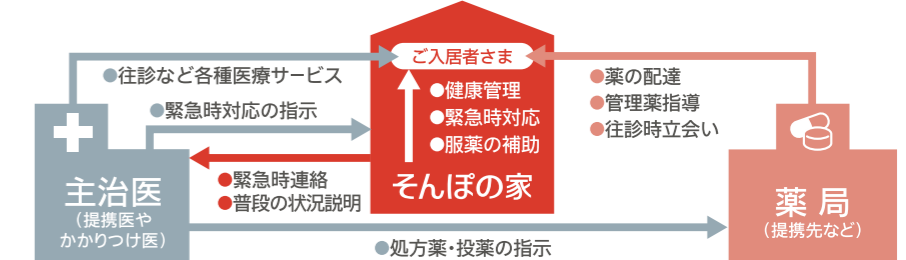 ご入居者さま
●往診など各種医療サービス
●緊急時対応の指示
●健康管理
●緊急時対応
●服薬の補助
そんぽの家
●薬の配達
●管理薬指導
●往診時立会い
主治医
（提携医や
かかりつけ医）
●緊急時連絡
●普段の状況説明
薬局
（提携先など）
●処方薬・投薬の指示